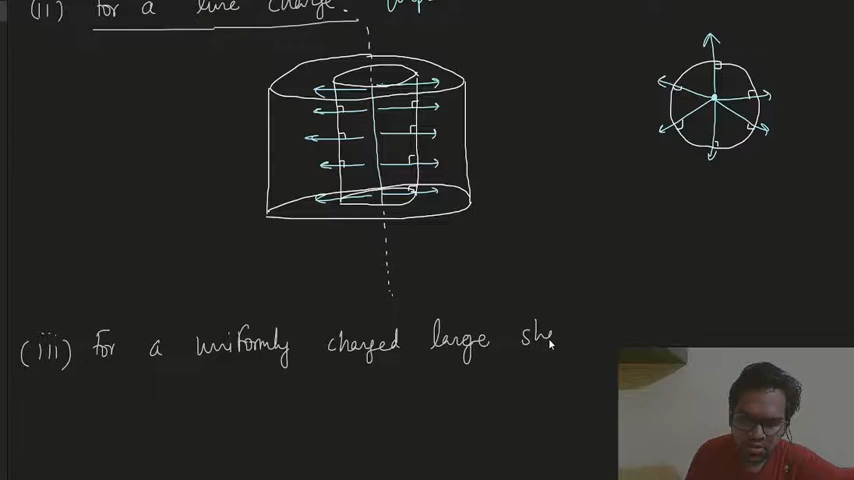 (ii) for a line charge.
(iii) for a uniformly charged large she